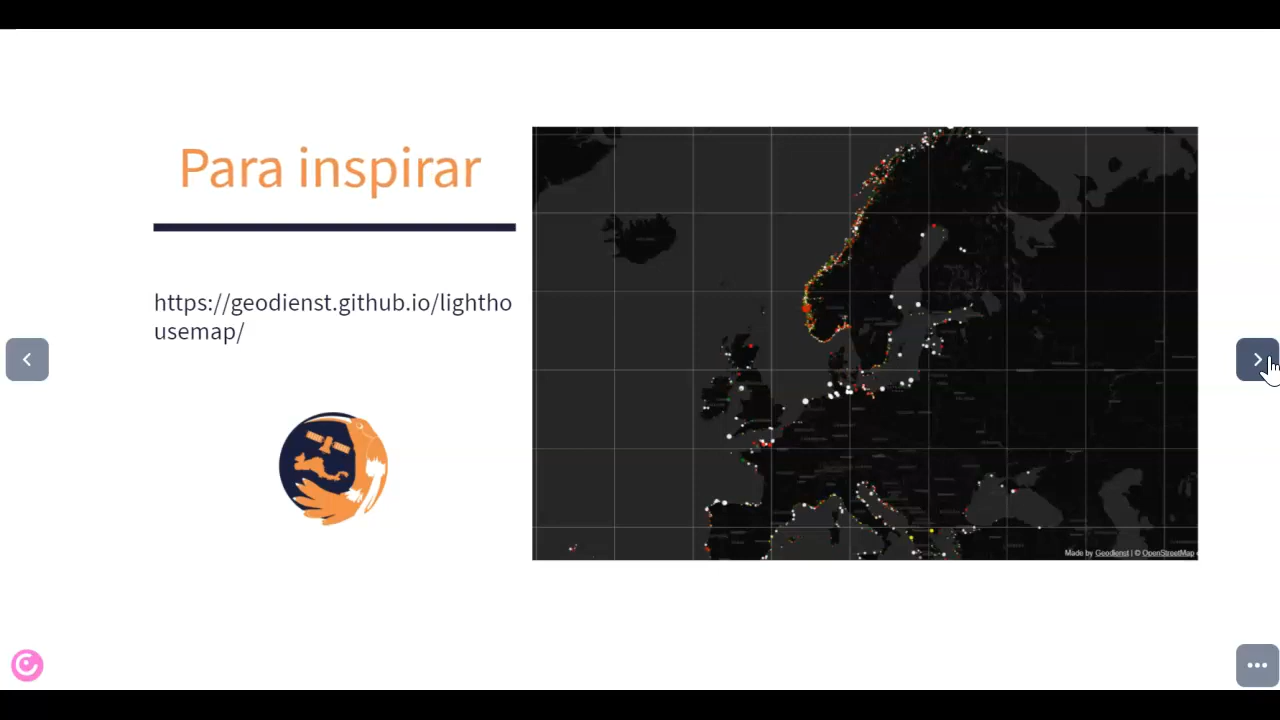 Para inspirar
https://geodienst.github.io/lightho
usemap/
Made by Geodienst | © OpenStreetMap